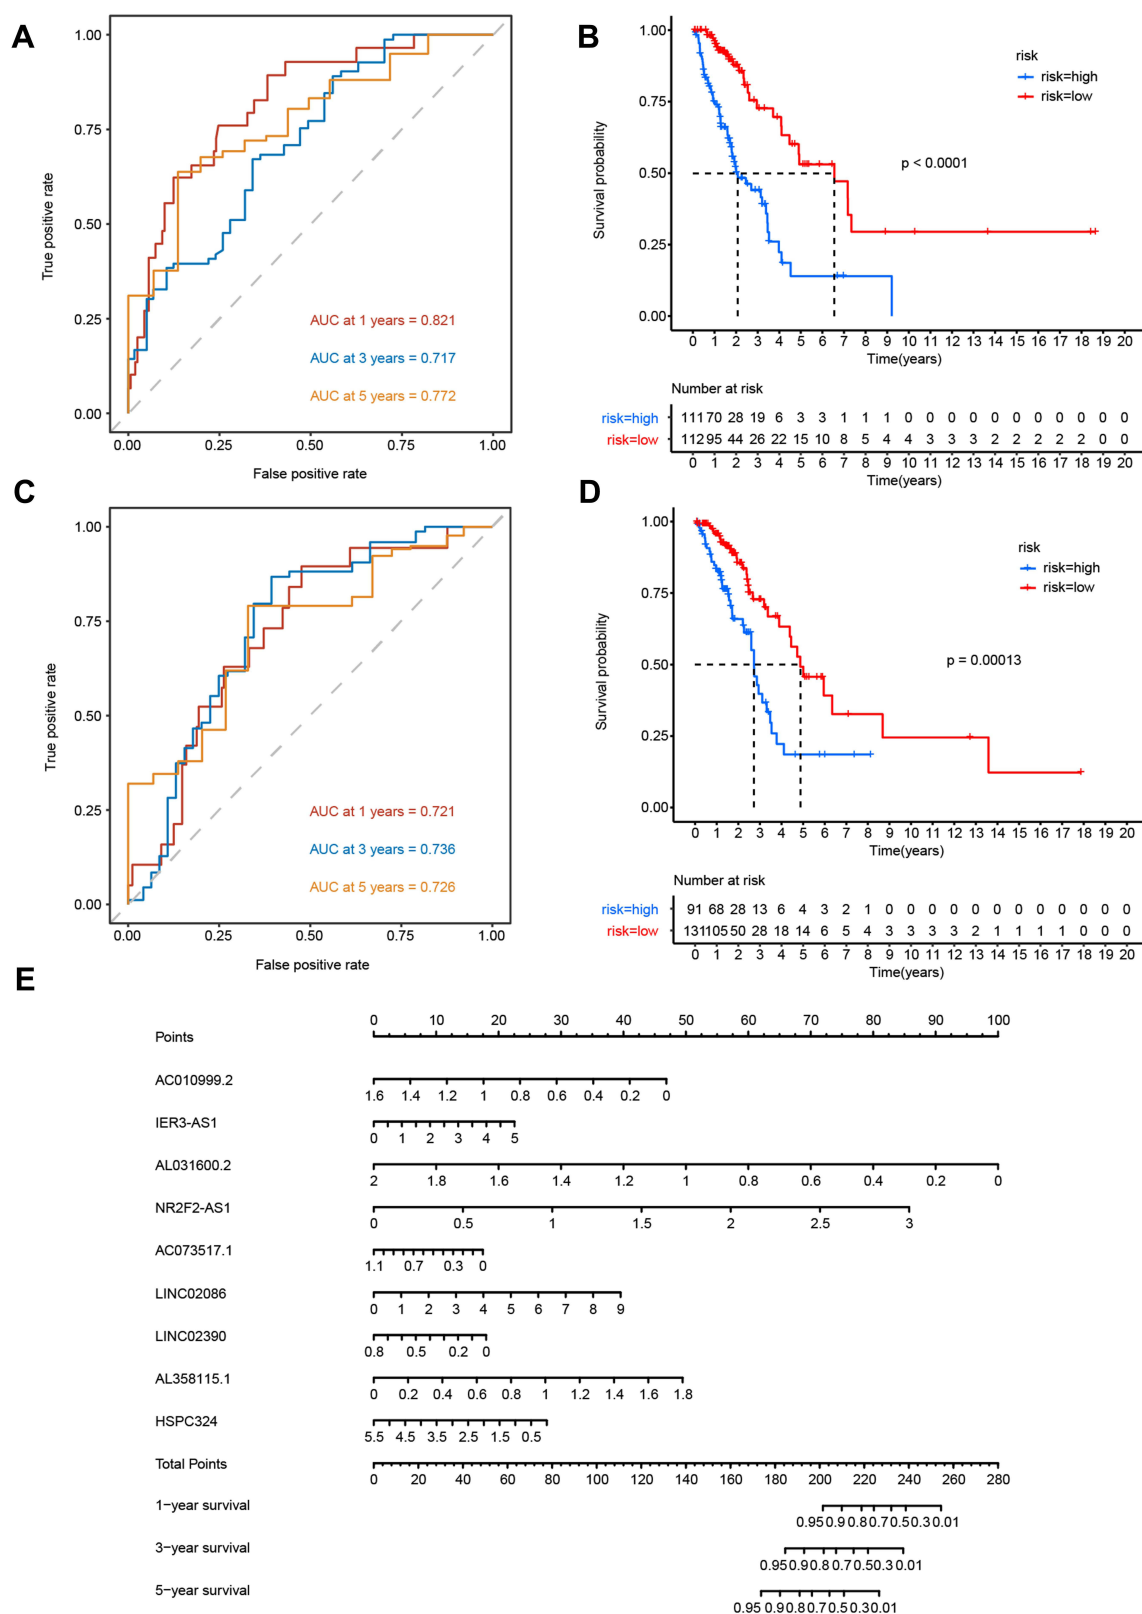 A
1.00
0.75
0.50
0.25
0.00
True positive rate
AUC at 1 years = 0.821
AUC at 3 years = 0.717
AUC at 5 years = 0.772
0.00 0.25 0.50 0.75 1.00
False positive rate
B
1.00
0.75
0.50
0.25
0.00
Survival probability
risk
risk=high
risk=low
p < 0.0001
0 1 2 3 4 5 6 7 8 9 10 11 12 13 14 15 16 17 18 19 20
Time(years)
Number at risk
risk=high 111 70 28 19 6 3 3 1 1 1 0 0 0 0 0 0 0 0 0 0 0
risk=low 112 95 44 26 22 15 10 8 5 4 4 3 3 3 2 2 2 2 2 0 0
0 1 2 3 4 5 6 7 8 9 10 11 12 13 14 15 16 17 18 19 20
Time(years)
C
1.00
0.75
0.50
0.25
0.00
True positive rate
AUC at 1 years = 0.721
AUC at 3 years = 0.736
AUC at 5 years = 0.726
0.00 0.25 0.50 0.75 1.00
False positive rate
D
1.00
0.75
0.50
0.25
0.00
Survival probability
risk
risk=high
risk=low
p = 0.00013
0 1 2 3 4 5 6 7 8 9 10 11 12 13 14 15 16 17 18 19 20
Time(years)
Number at risk
risk=high 91 68 28 13 6 4 3 2 1 0 0 0 0 0 0 0 0 0 0 0 0
risk=low 131 105 50 28 18 14 6 5 4 3 3 3 3 2 1 1 1 1 0 0 0
0 1 2 3 4 5 6 7 8 9 10 11 12 13 14 15 16 17 18 19 20
Time(years)
E
0 10 20 30 40 50 60 70 80 90 100
Points
AC010999.2
1.6 1.4 1.2 1 0.8 0.6 0.4 0.2 0
IER3-AS1
0 1 2 3 4 5
AL031600.2
2 1.8 1.6 1.4 1.2 1 0.8 0.6 0.4 0.2 0
NR2F2-AS1
0 0.5 1 1.5 2 2.5 3
AC073517.1
1.1 0.7 0.3 0
LINC02086
0 1 2 3 4 5 6 7 8 9
LINC02390
0.8 0.5 0.2 0
AL358115.1
0 0.2 0.4 0.6 0.8 1 1.2 1.4 1.6 1.8
HSPC324
5.5 4.5 3.5 2.5 1.5 0.5
Total Points
0 20 40 60 80 100 120 140 160 180 200 220 240 260 280
1-year survival
0.95 0.9 0.8 0.7 0.5 0.3 0.01
3-year survival
0.95 0.9 0.8 0.7 0.5 0.3 0.01
5-year survival
0.95 0.9 0.8 0.7 0.5 0.3 0.01